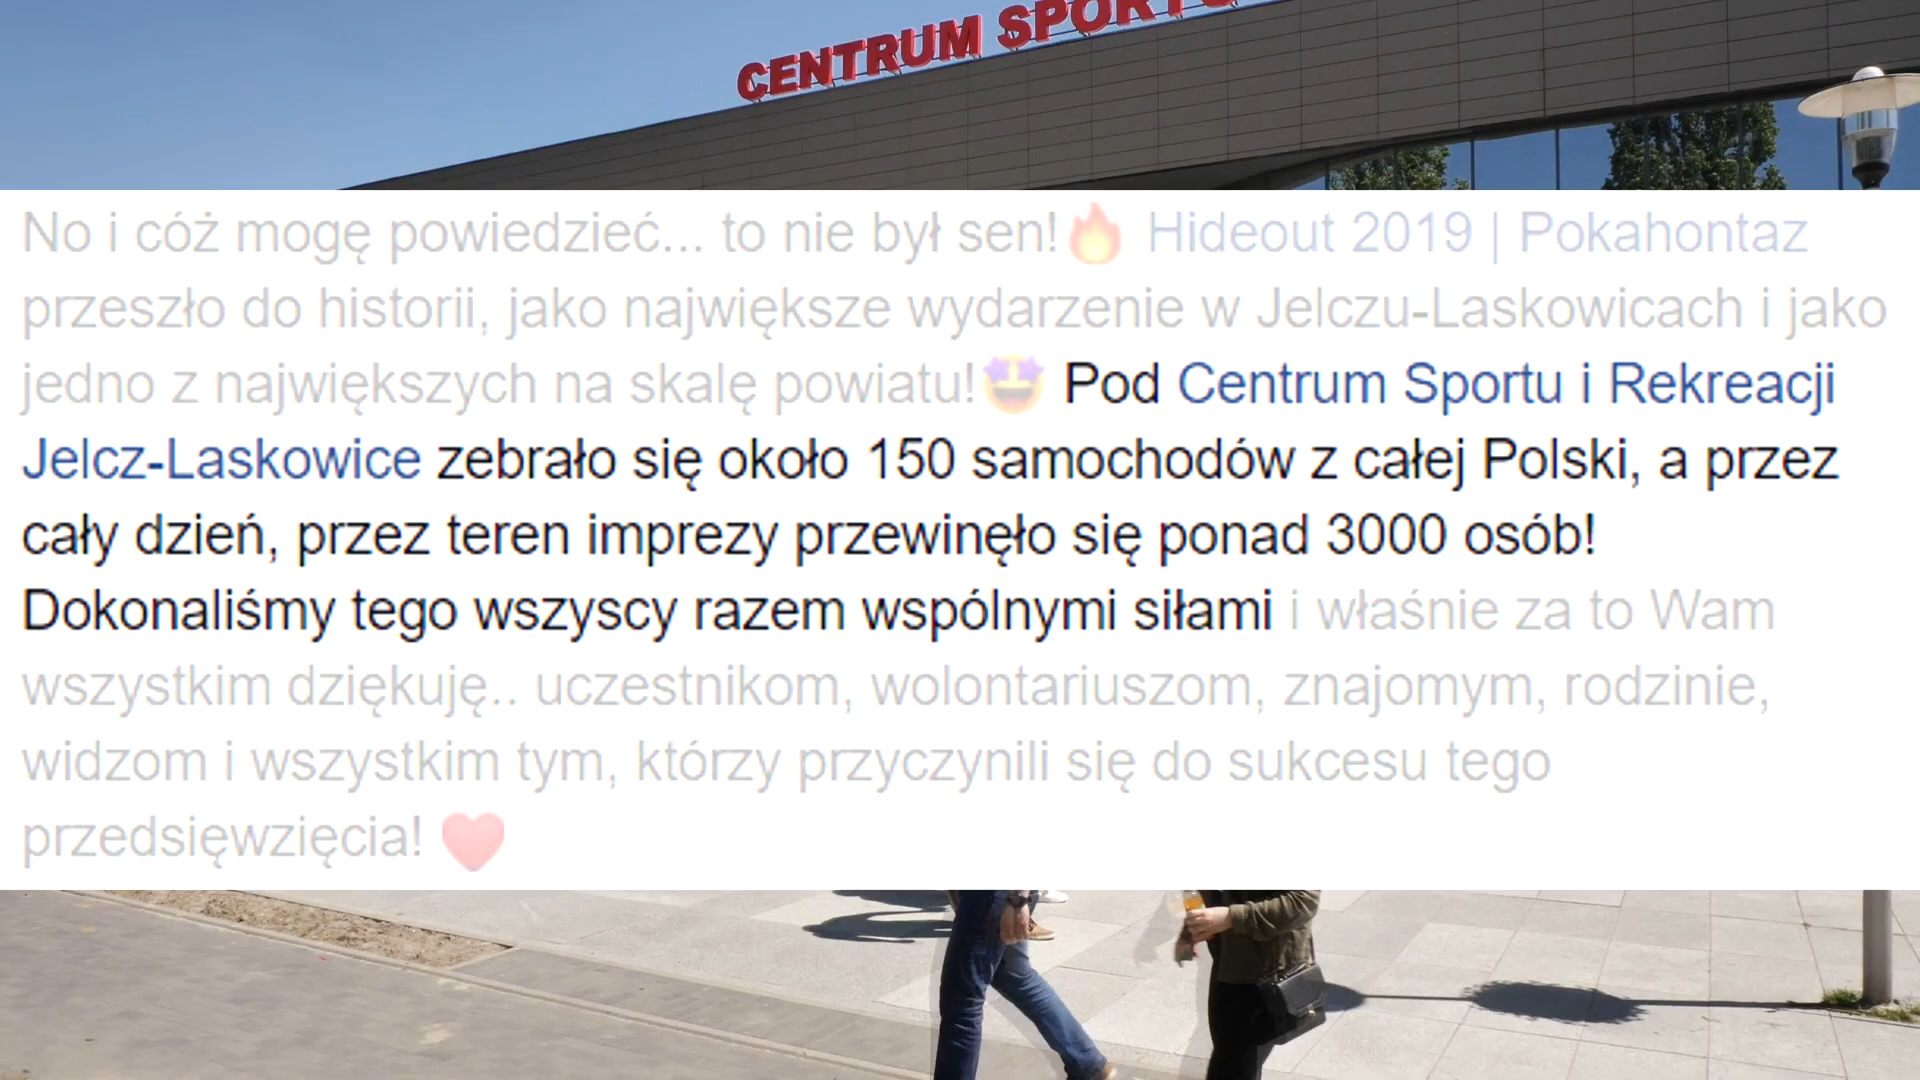 CENTRUM SPORTU
No i cóż mogę powiedzieć... to nie był sen!🔥 Hideout 2019 | Pokahontaz
przeszło do historii, jako największe wydarzenie w Jelczu-Laskowicach i jako
jedno z największych na skalę powiatu!🤩 Pod Centrum Sportu i Rekreacji
Jelcz-Laskowice zebrało się około 150 samochodów z całej Polski, a przez
cały dzień, przez teren imprezy przewinęło się ponad 3000 osób!
Dokonaliśmy tego wszyscy razem wspólnymi siłami i właśnie za to Wam
wszystkim dziękuję.. uczestnikom, wolontariuszom, znajomym, rodzinie,
widzom i wszystkim tym, którzy przyczynili się do sukcesu tego
przedsięwzięcia! ❤️